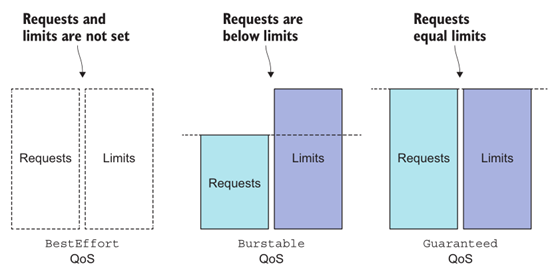 Requests and
limits are not set
Requests are
below limits
Requests
equal limits
Requests
Limits
Requests
Limits
Requests
Limits
BestEffort
QoS
Burstable
QoS
Guaranteed
QoS